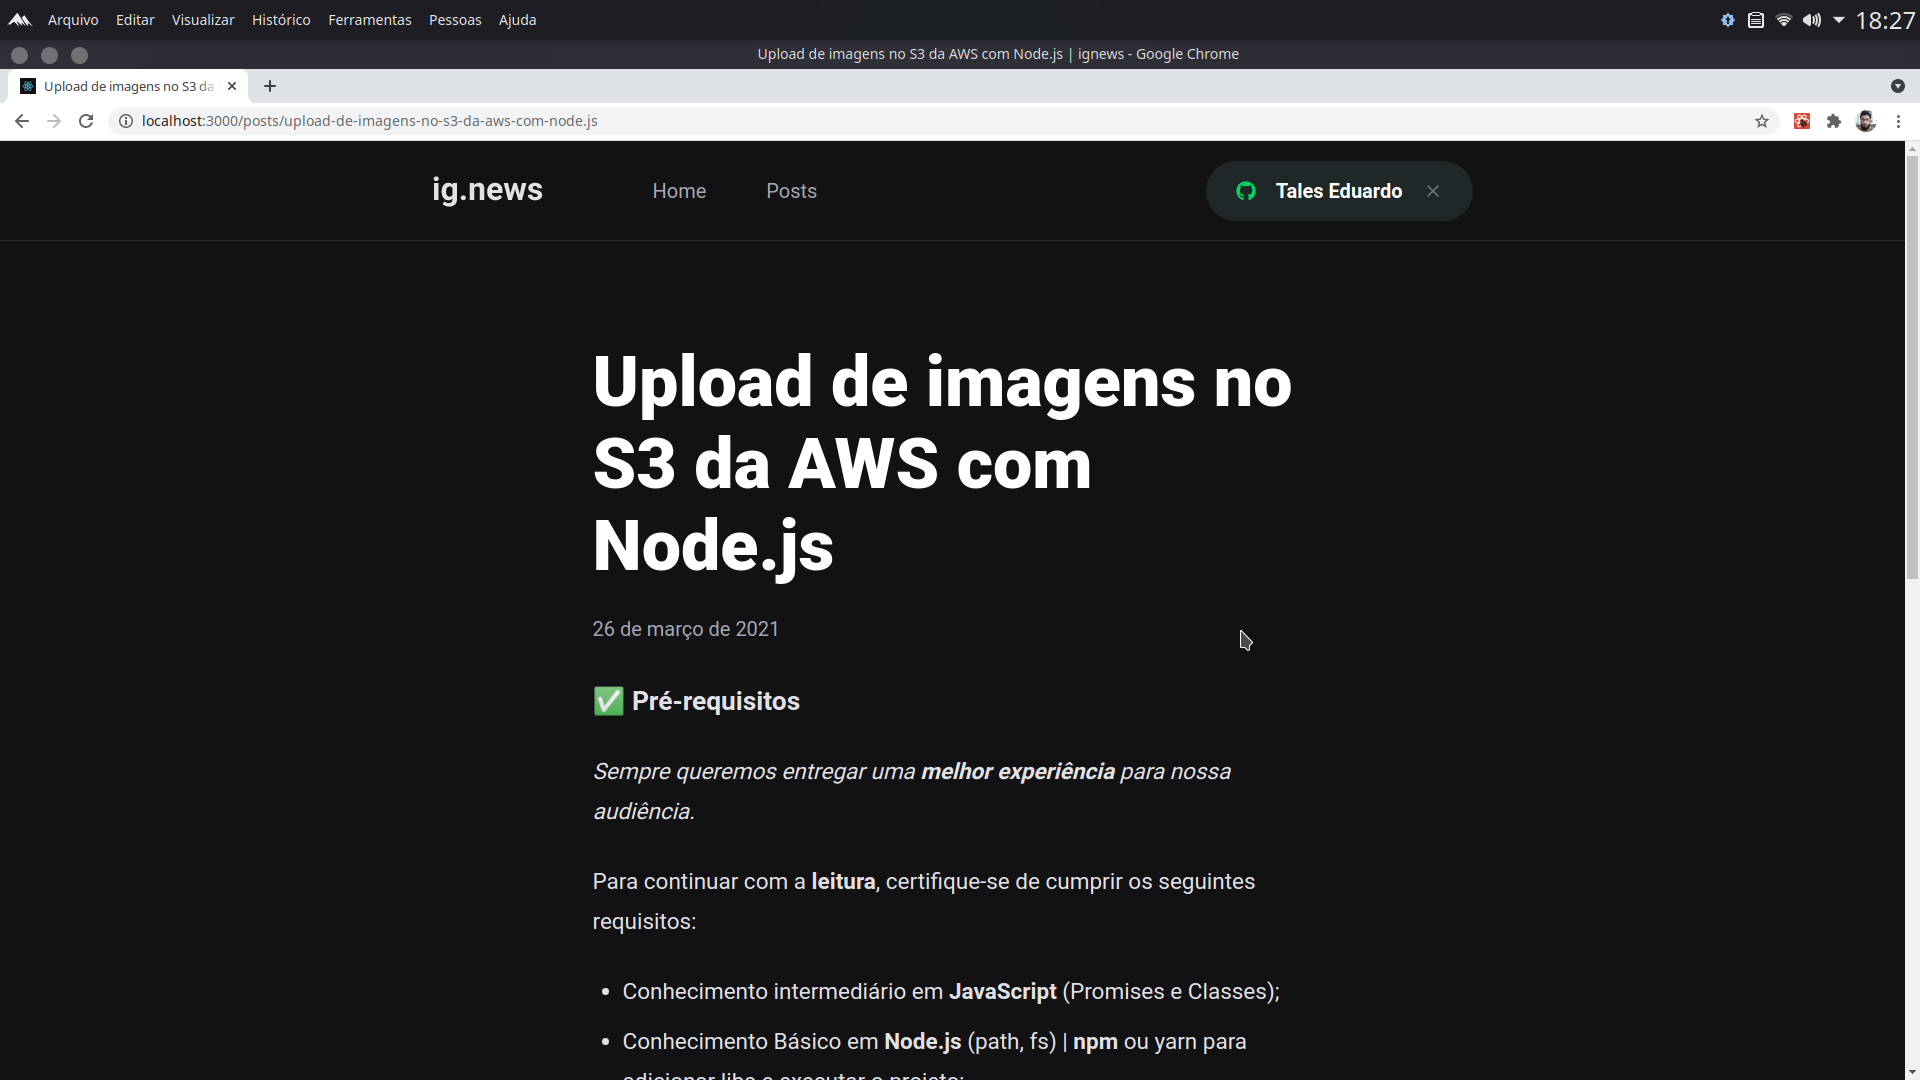 Arquivo Editar Visualizar Histórico Ferramentas Pessoas Ajuda 18:27
Upload de imagens no S3 da AWS com Node.js | ignews - Google Chrome
Upload de imagens no S3 da
localhost:3000/posts/upload-de-imagens-no-s3-da-aws-com-node.js
ig.news Home Posts Tales Eduardo
Upload de imagens no
S3 da AWS com
Node.js
26 de março de 2021
✅ Pré-requisitos
Sempre queremos entregar uma melhor experiência para nossa
audiência.
Para continuar com a leitura, certifique-se de cumprir os seguintes
requisitos:
• Conhecimento intermediário em JavaScript (Promises e Classes);
• Conhecimento Básico em Node.js (path, fs) | npm ou yarn para
adicionar libs e executar o projeto;